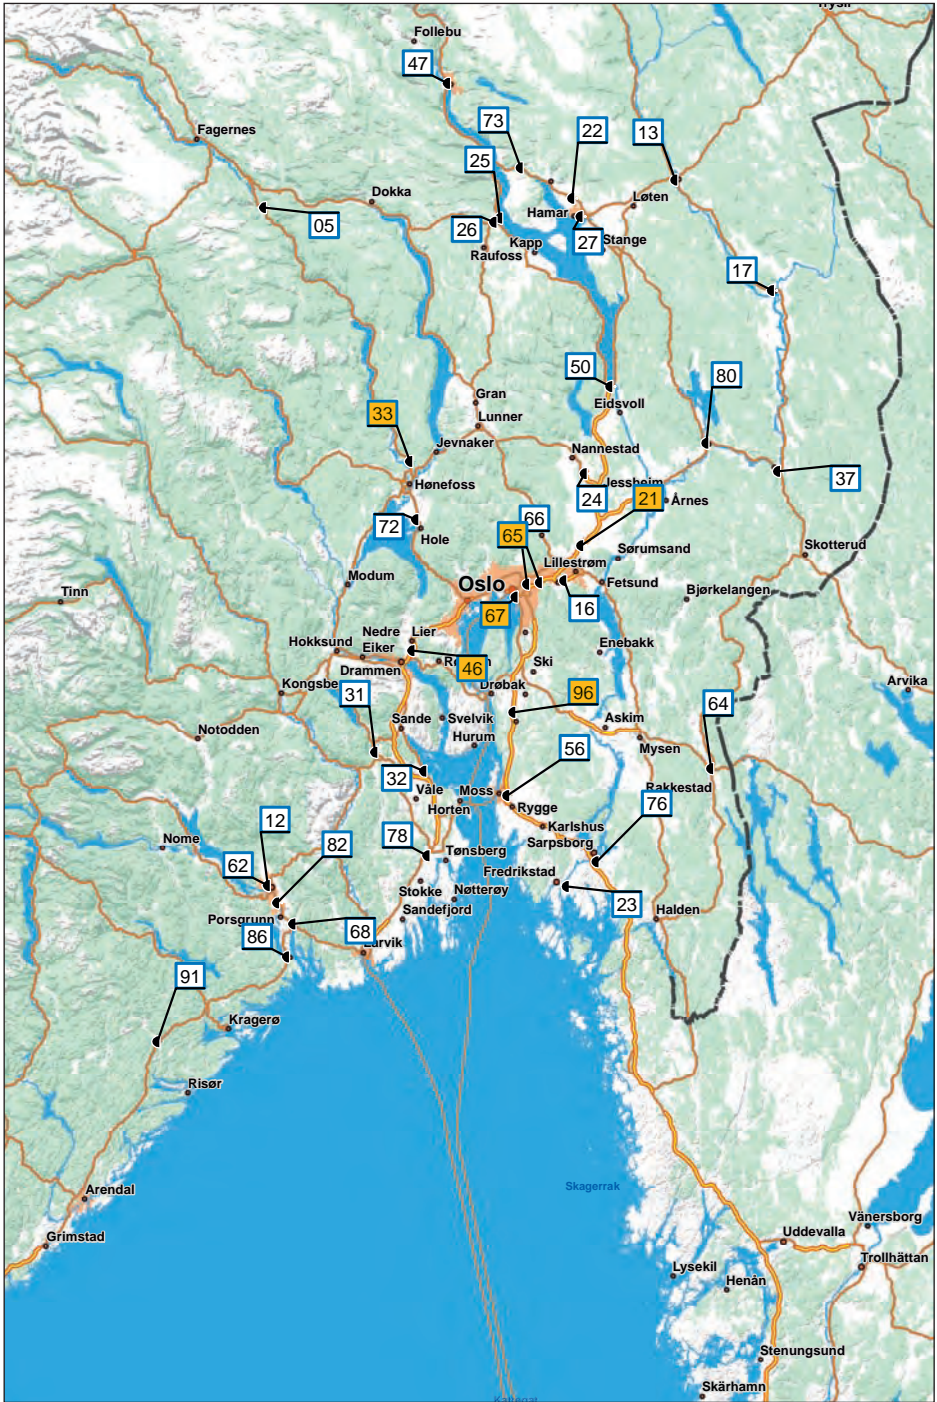 Follebu
47
73
22
13
Fagernes
25
Dokka
Løten
Hamar
05
26
27
Stange
Kapp
Raufoss
17
50
80
Gran
Eidsvoll
33
Lunner
Jevnaker
Nannestad
Hønefoss
Jessheim
37
24
21
Årnes
66
72
65
Hole
Skotterud
Sørumsand
Lillestrøm
Modum
Oslo
Fetsund
Tinn
Bjørkelangen
16
67
Nedre
Lier
Hokksund
Eiker
Enebakk
Drammen
46
Ski
Arvika
Kongsbe
Drøbak
96
31
64
Sande
Svelvik
Askim
Notodden
Hurum
Mysen
56
32
Moss
Rakkestad
Våle
Horten
Rygge
76
12
Karlshus
82
Nome
78
Sarpsborg
Tønsberg
62
Fredrikstad
Stokke
Nøtterøy
23
Porsgrunn
Sandefjord
Halden
68
86
Larvik
91
Kragerø
Risør
Skagerrak
Arendal
Vänersborg
Uddevalla
Grimstad
Trollhättan
Lysekil
Henån
Stenungsund
Skärhamn